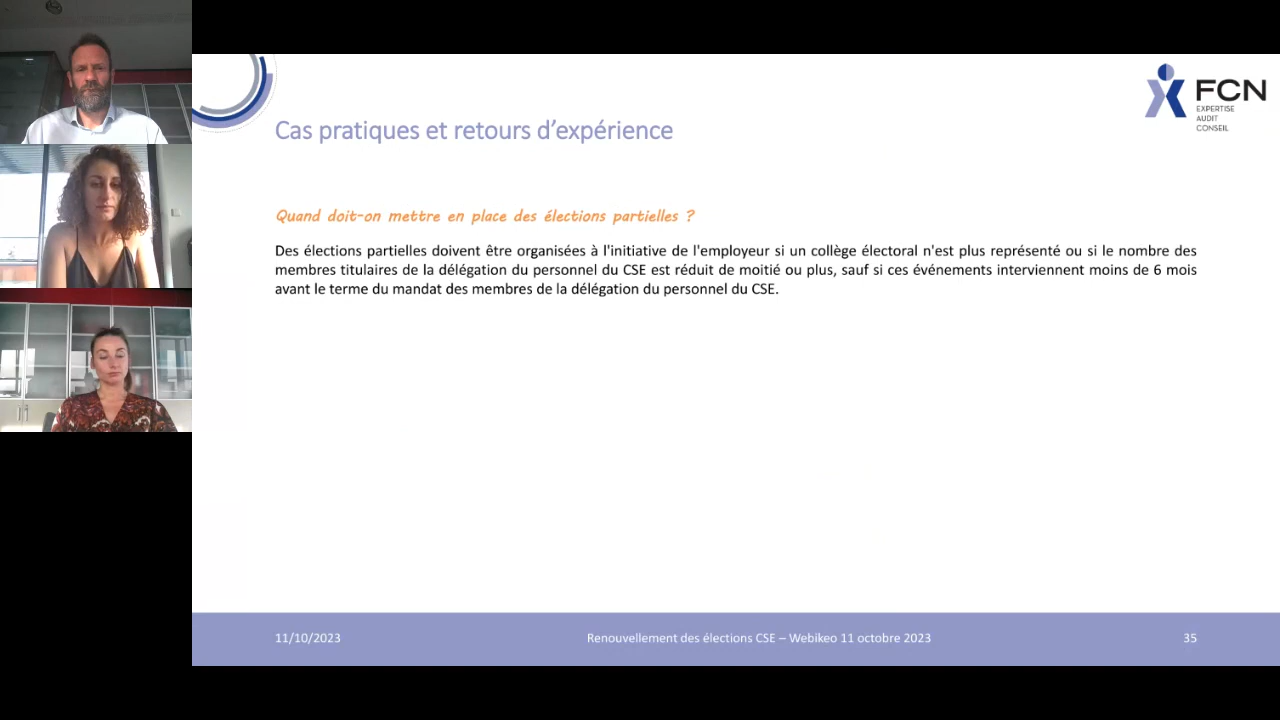 FCN
EXPERTISE
AUDIT
CONSEIL
Cas pratiques et retours d’expérience
Quand doit-on mettre en place des élections partielles ?
Des élections partielles doivent être organisées à l'initiative de l'employeur si un collège électoral n'est plus représenté ou si le nombre des
membres titulaires de la délégation du personnel du CSE est réduit de moitié ou plus, sauf si ces événements interviennent moins de 6 mois
avant le terme du mandat des membres de la délégation du personnel du CSE.
11/10/2023
Renouvellement des élections CSE – Webikeo 11 octobre 2023
35